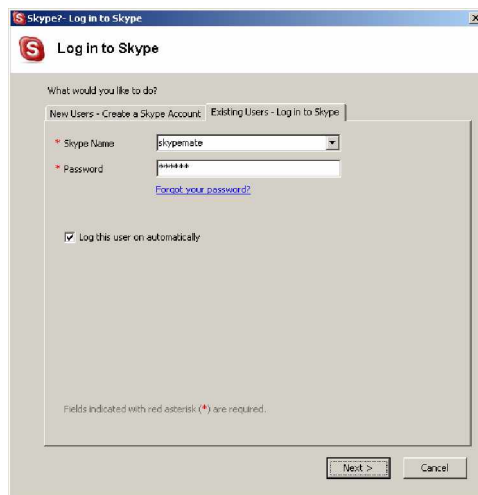 Skype?- Log in to Skype
Log in to Skype
What would you like to do?
New Users - Create a Skype Account Existing Users - Log in to Skype
* Skype Name skypemate
* Password ******
Forgot your password?
Log this user on automatically
Fields indicated with red asterisk (*) are required.
Next > Cancel